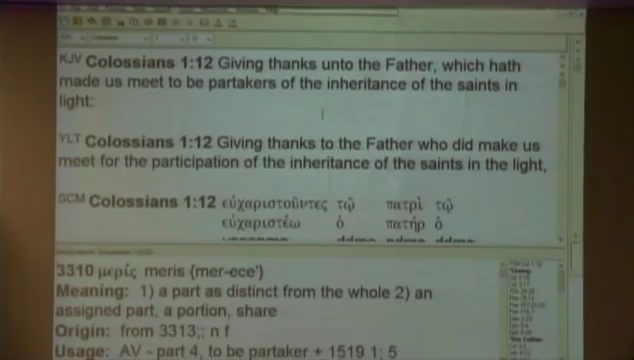 KJV Colossians 1:12 Giving thanks unto the Father, which hath
made us meet to be partakers of the inheritance of the saints in
light:
YLT Colossians 1:12 Giving thanks to the Father who did make us
meet for the participation of the inheritance of the saints in the light,
SCM Colossians 1:12 εὐχαριστοῦντες τῷ πατρὶ τῷ
εὐχαριστέω ὁ πατήρ ὁ
3310 μερίς meris {mer-ece'}
Meaning: 1) a part as distinct from the whole 2) an
assigned part, a portion, share
Origin: from 3313;; n f
Usage: AV - part 4, to be partaker + 1519 1; 5